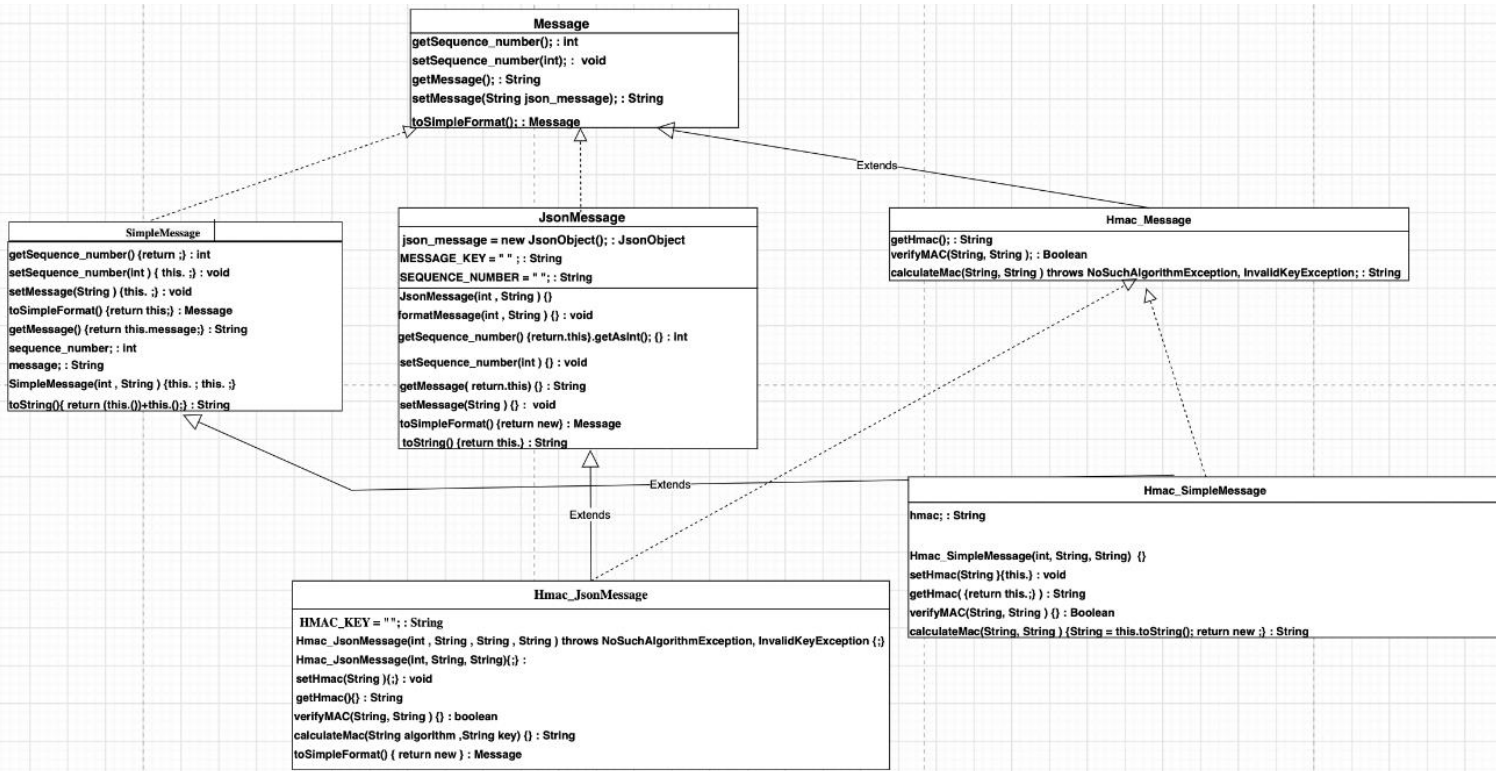 Message
getSequence_number(); : int
setSequence_number(int); : void
getMessage(); : String
setMessage(String json_message); : String
toSimpleFormat(); : Message
Extends
SimpleMessage
getSequence_number() {return ;} : int
setSequence_number(int ) { this. ;} : void
setMessage(String ) {this. ;} : void
toSimpleFormat() {return this;} : Message
getMessage() {return this.message;} : String
sequence_number; : int
message; : String
SimpleMessage(int , String ) {this. ; this. ;}
toString(){ return (this.())+this.();} : String
JsonMessage
json_message = new JsonObject(); : JsonObject
MESSAGE_KEY = " " ; : String
SEQUENCE_NUMBER = " "; : String
JsonMessage(int , String ) {}
formatMessage(int , String ) {} : void
getSequence_number() {return.this}.getAsInt(); {} : int
setSequence_number(int ) {} : void
getMessage( return.this) {} : String
setMessage(String ) {} : void
toSimpleFormat() {return new} : Message
toString() {return this.} : String
Hmac_Message
getHmac(); : String
verifyMAC(String, String ); : Boolean
calculateMac(String, String ) throws NoSuchAlgorithmException, InvalidKeyException; : String
Extends
Extends
Hmac_SimpleMessage
hmac; : String
Hmac_SimpleMessage(int, String, String) {}
setHmac(String ){this.} : void
getHmac( {return this.;} ) : String
verifyMAC(String, String ) {} : Boolean
calculateMac(String, String ) {String = this.toString(); return new ;} : String
Hmac_JsonMessage
HMAC_KEY = ""; : String
Hmac_JsonMessage(int , String , String , String ) throws NoSuchAlgorithmException, InvalidKeyException {;}
Hmac_JsonMessage(int, String, String){;} :
setHmac(String ){;} : void
getHmac(){} : String
verifyMAC(String, String ) {} : boolean
calculateMac(String algorithm ,String key) {} : String
toSimpleFormat() { return new } : Message